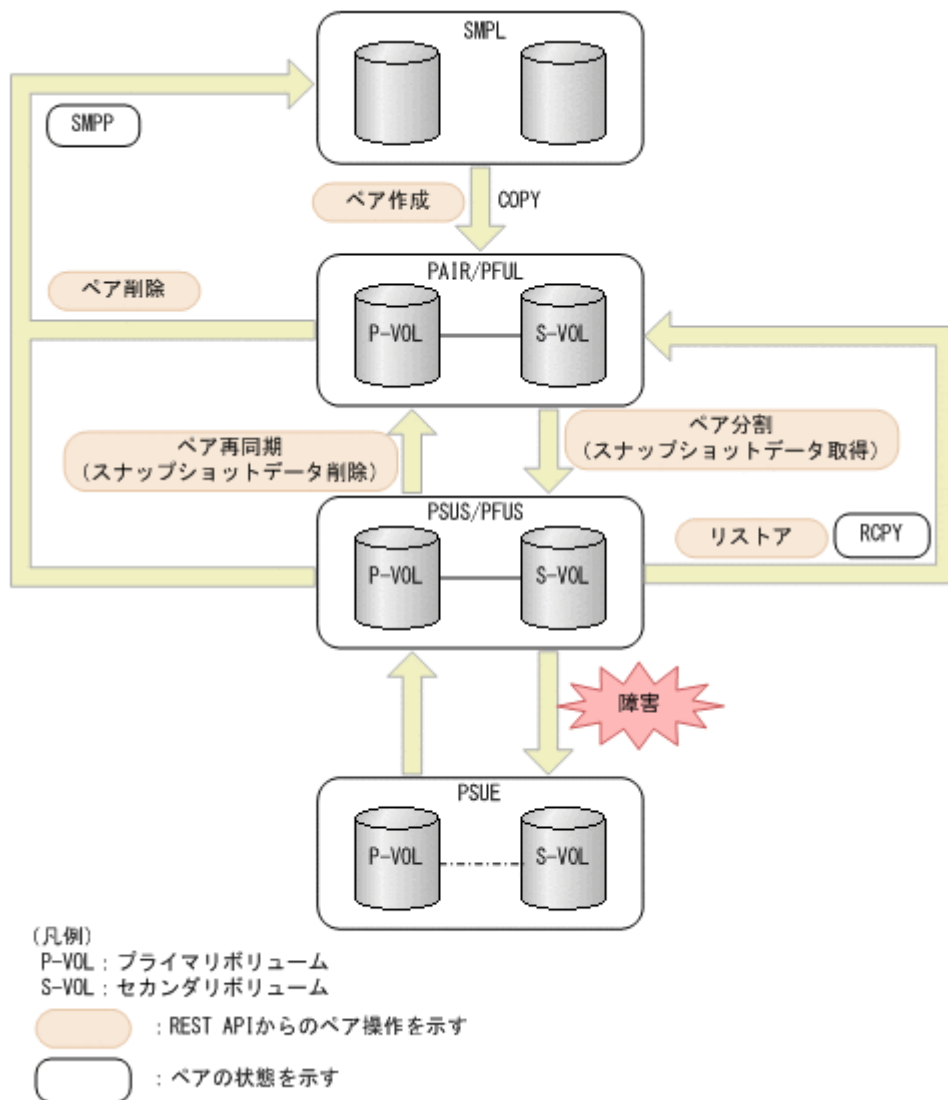 SMPL
SMPP
ペア作成
COPY
PAIR/PFUL
ペア削除
P-VOL
S-VOL
ペア再同期
(スナップショットデータ削除)
ペア分割
(スナップショットデータ取得)
PSUS/PFUS
リストア
RCPY
P-VOL
S-VOL
障害
PSUE
P-VOL
S-VOL
(凡例)
P-VOL:プライマリボリューム
S-VOL:セカンダリボリューム
:REST APIからのペア操作を示す
:ペアの状態を示す